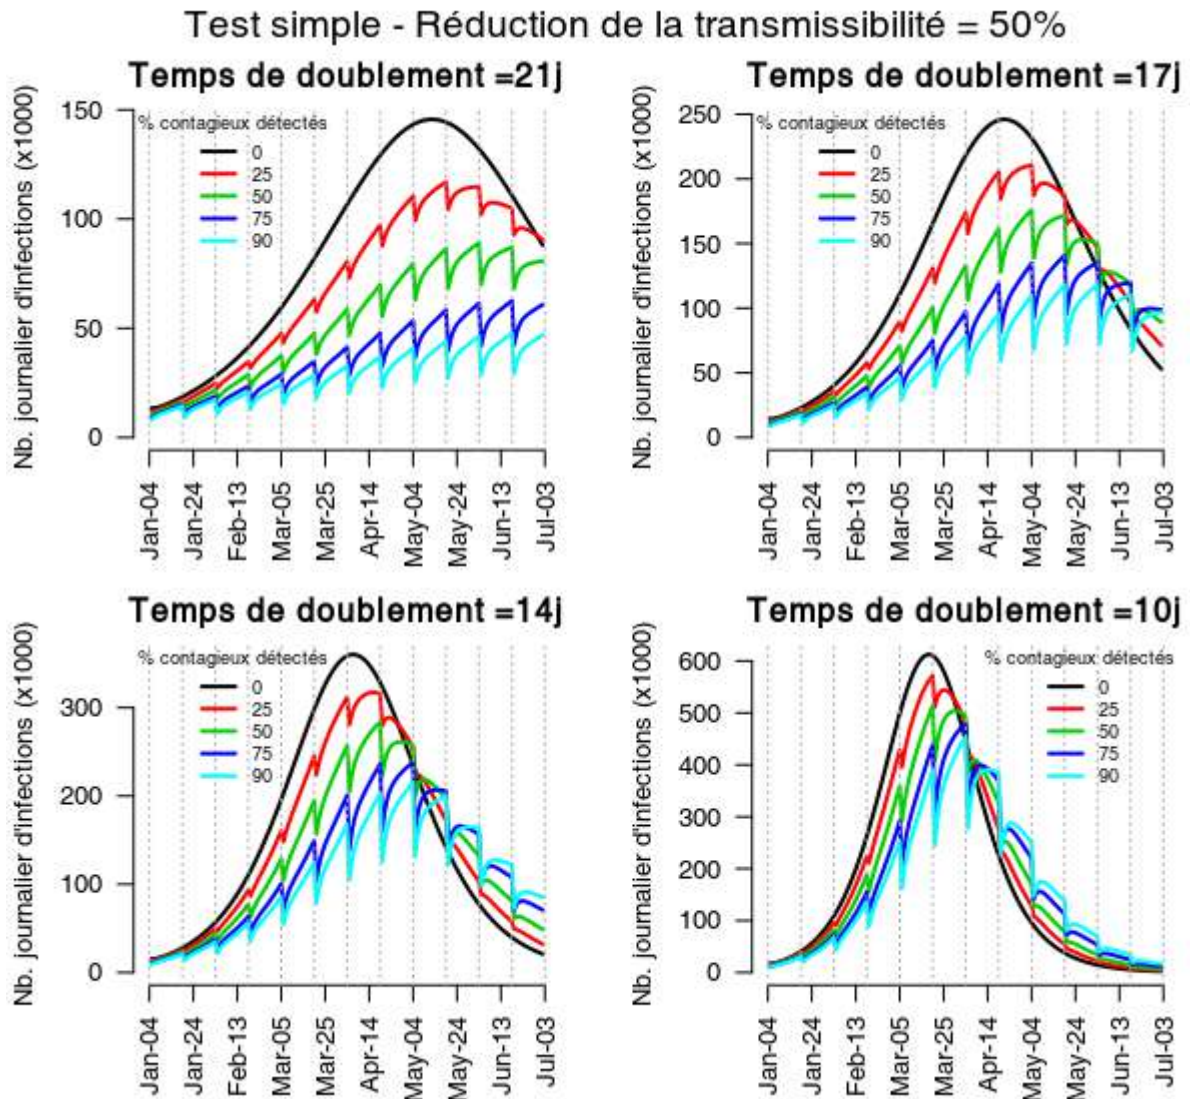 Test simple - Réduction de la transmissibilité = 50%
Temps de doublement =21j
Nb. journalier d'infections (x1000)
150
100
50
0
% contagieux détectés
0
25
50
75
90
Jan-04
Jan-24
Feb-13
Mar-05
Mar-25
Apr-14
May-04
May-24
Jun-13
Jul-03
Temps de doublement =17j
Nb. journalier d'infections (x1000)
250
200
150
100
50
0
% contagieux détectés
0
25
50
75
90
Jan-04
Jan-24
Feb-13
Mar-05
Mar-25
Apr-14
May-04
May-24
Jun-13
Jul-03
Temps de doublement =14j
Nb. journalier d'infections (x1000)
300
200
100
0
% contagieux détectés
0
25
50
75
90
Jan-04
Jan-24
Feb-13
Mar-05
Mar-25
Apr-14
May-04
May-24
Jun-13
Jul-03
Temps de doublement =10j
Nb. journalier d'infections (x1000)
600
500
400
300
200
100
0
% contagieux détectés
0
25
50
75
90
Jan-04
Jan-24
Feb-13
Mar-05
Mar-25
Apr-14
May-04
May-24
Jun-13
Jul-03